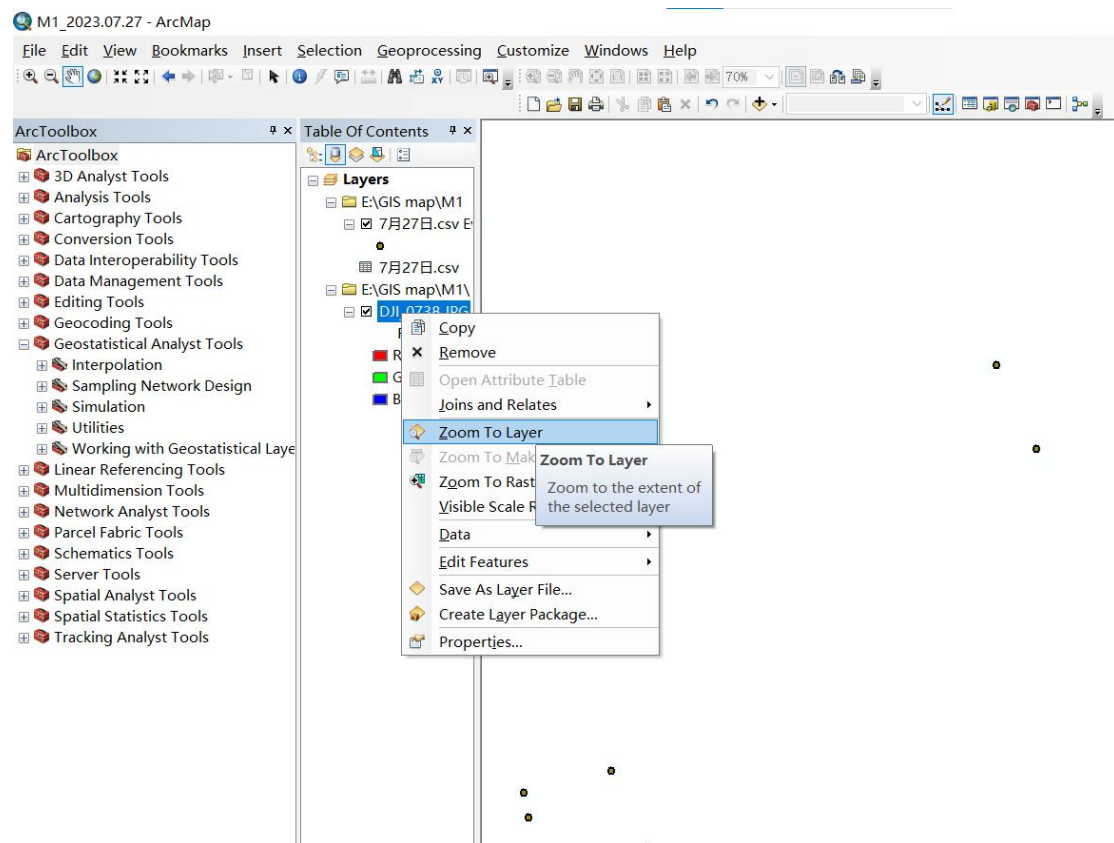 M1_2023.07.27 - ArcMap
File Edit View Bookmarks Insert Selection Geoprocessing Customize Windows Help
70%
ArcToolbox
ArcToolbox
3D Analyst Tools
Analysis Tools
Cartography Tools
Conversion Tools
Data Interoperability Tools
Data Management Tools
Editing Tools
Geocoding Tools
Geostatistical Analyst Tools
Interpolation
Sampling Network Design
Simulation
Utilities
Working with Geostatistical Laye
Linear Referencing Tools
Multidimension Tools
Network Analyst Tools
Parcel Fabric Tools
Schematics Tools
Server Tools
Spatial Analyst Tools
Spatial Statistics Tools
Tracking Analyst Tools
Table Of Contents
Layers
E:\GIS map\M1
7月27日.csv E
7月27日.csv
E:\GIS map\M1\
DJI_0738.JPG
R
G
B
Copy
Remove
Open Attribute Table
Joins and Relates
Zoom To Layer
Zoom To Mak
Zoom To Rast
Visible Scale R
Data
Edit Features
Save As Layer File...
Create Layer Package...
Properties...
Zoom To Layer
Zoom to the extent of
the selected layer